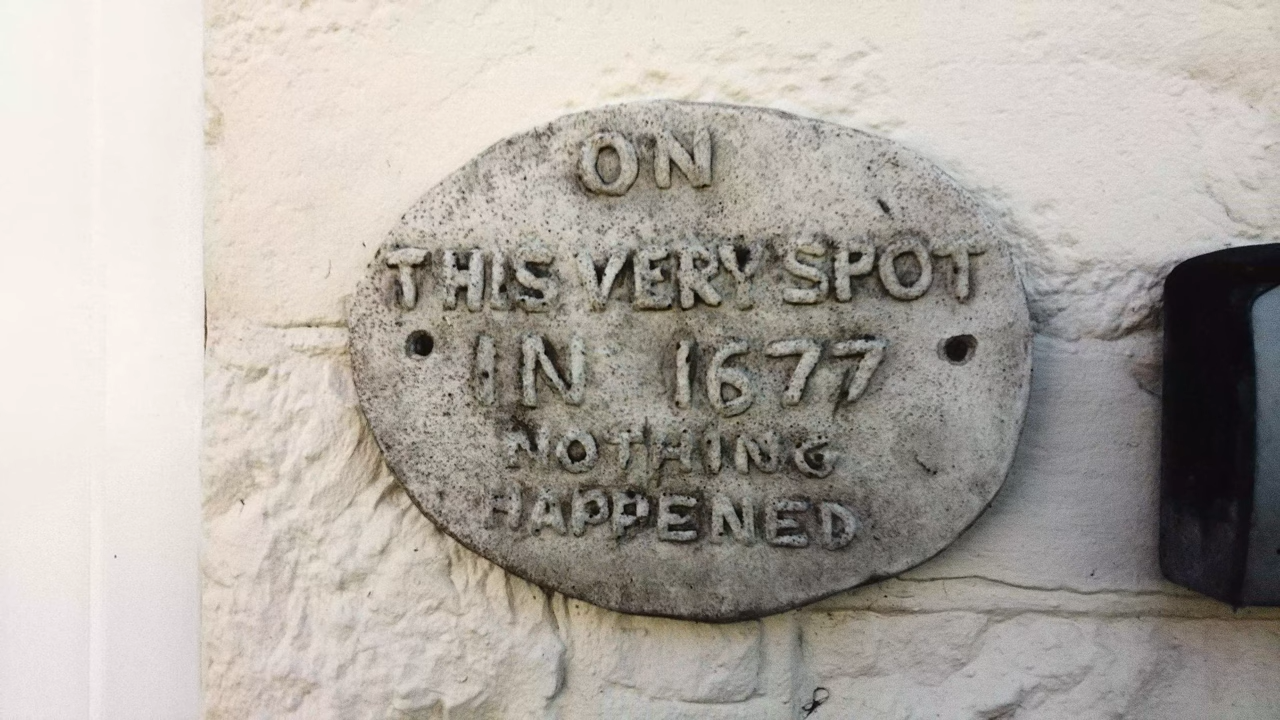 ON
THIS VERY SPOT
IN 1677
NOTHING
HAPPENED